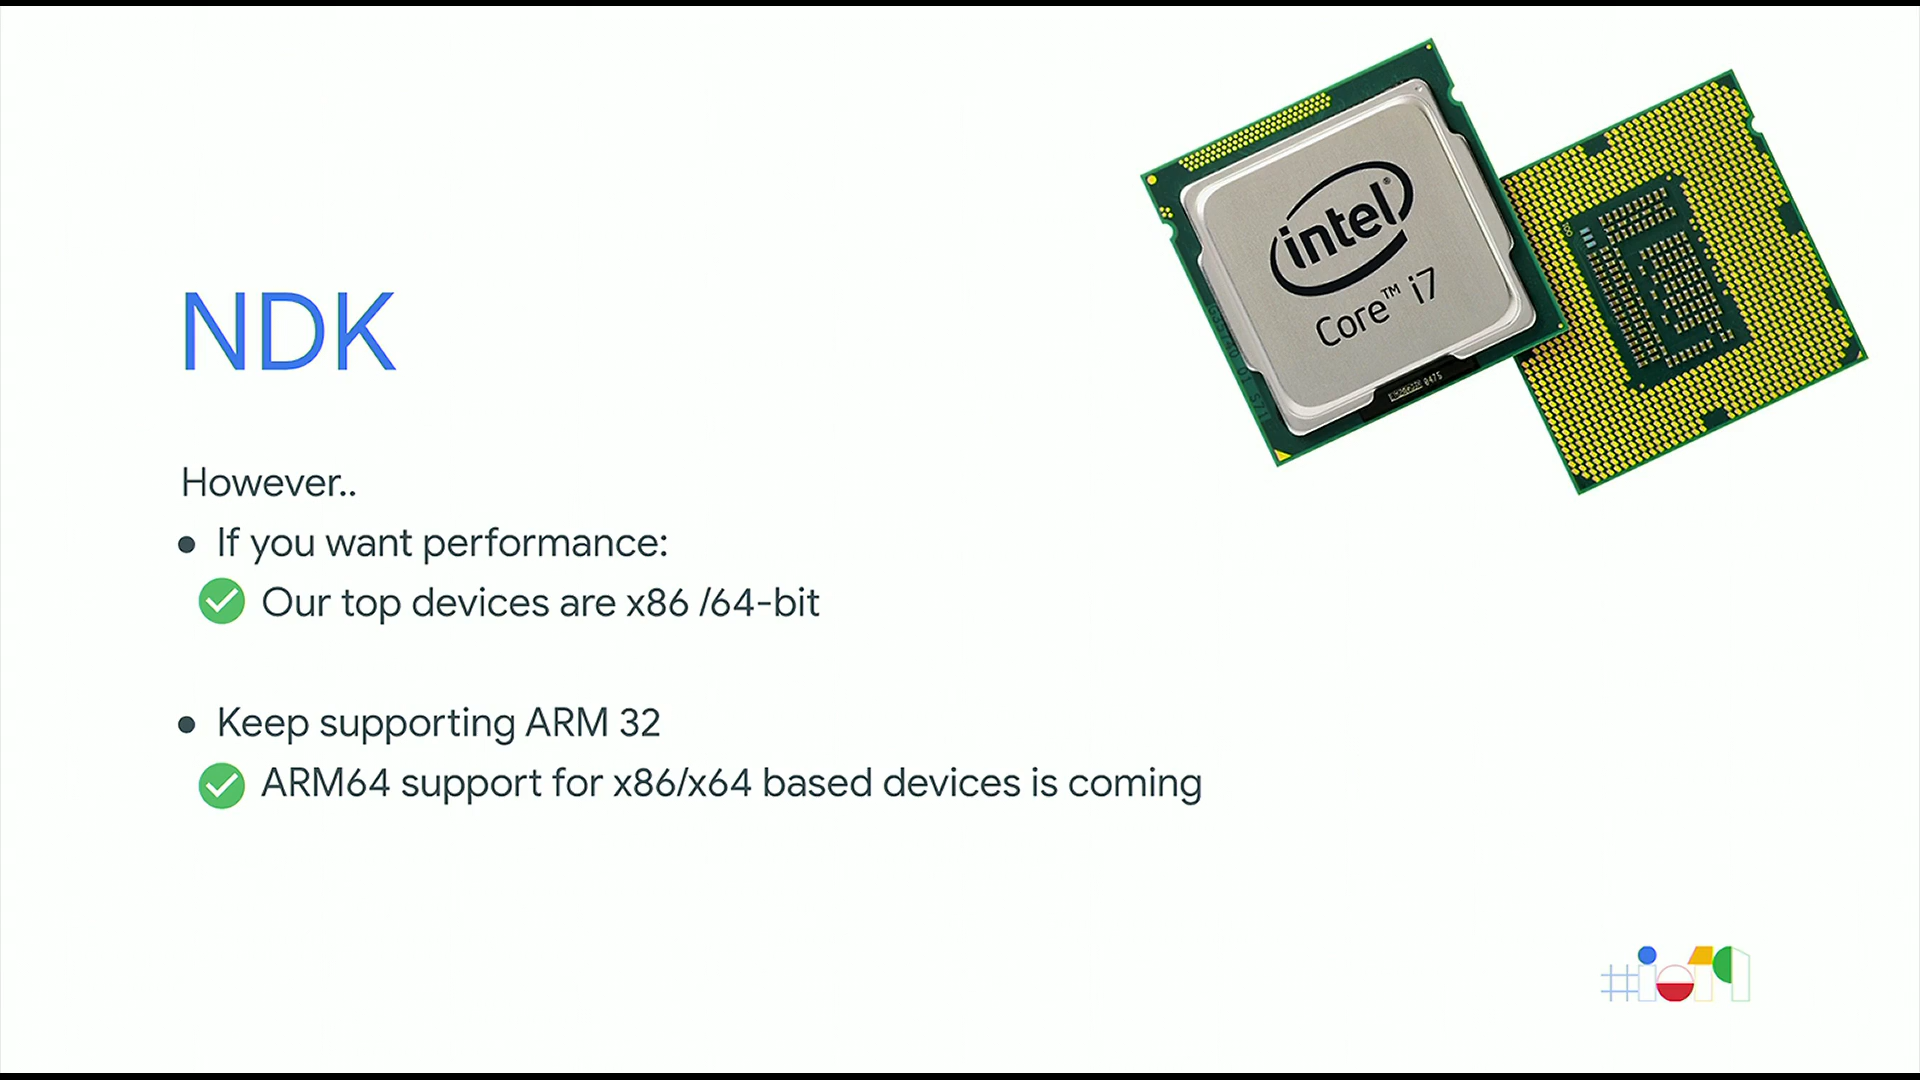 NDK
However..
If you want performance:
Our top devices are x86 /64-bit
Keep supporting ARM 32
ARM64 support for x86/x64 based devices is coming
intel®
Core™ i7
#io19